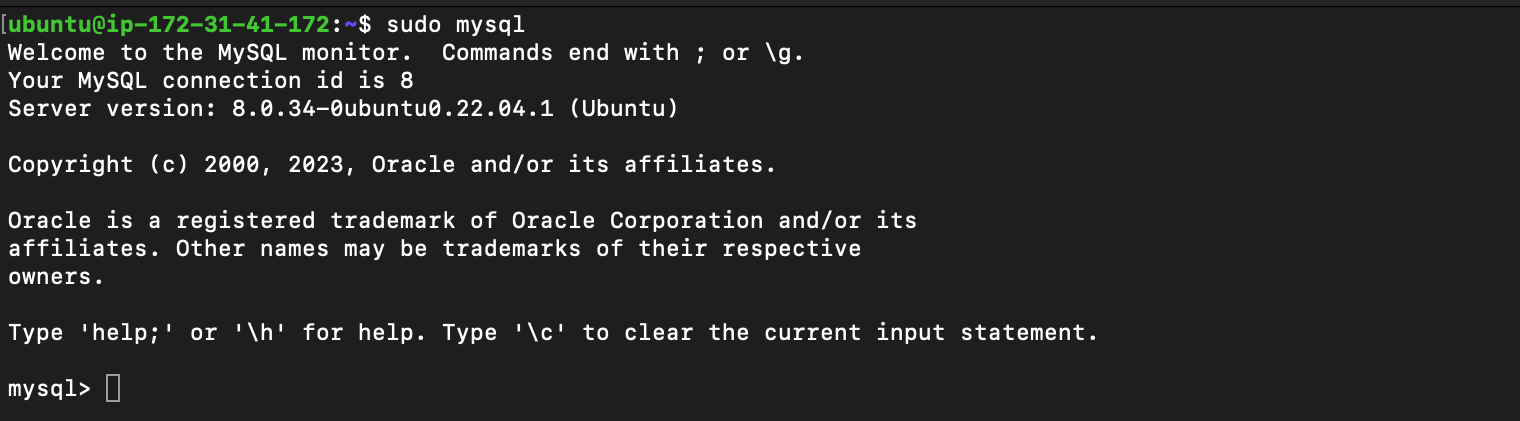 [ubuntu@ip-172-31-41-172:~$ sudo mysql
Welcome to the MySQL monitor.  Commands end with ; or \g.
Your MySQL connection id is 8
Server version: 8.0.34-0ubuntu0.22.04.1 (Ubuntu)
Copyright (c) 2000, 2023, Oracle and/or its affiliates.
Oracle is a registered trademark of Oracle Corporation and/or its
affiliates. Other names may be trademarks of their respective
owners.
Type 'help;' or '\h' for help. Type '\c' to clear the current input statement.
mysql>